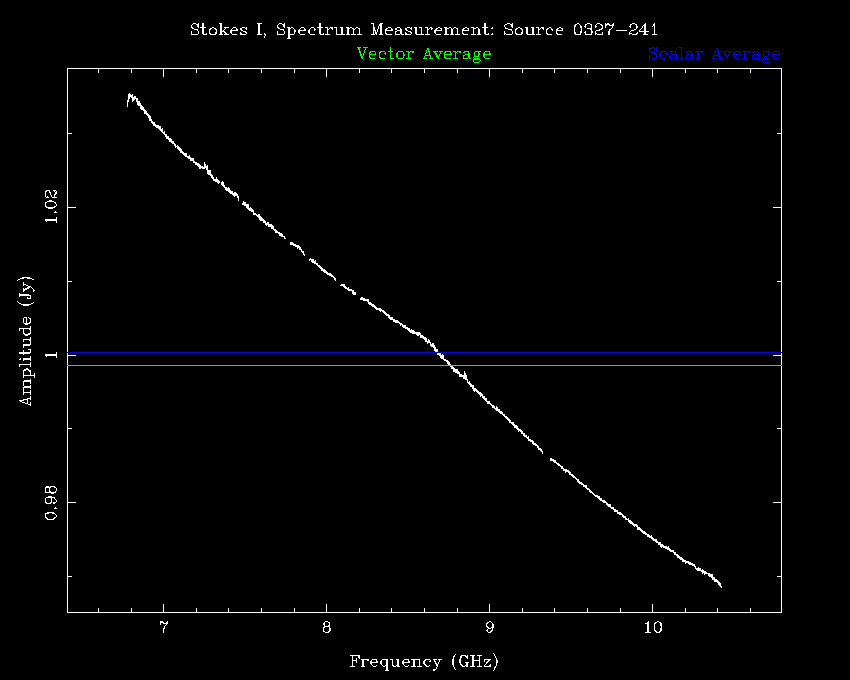 Stokes I, Spectrum Measurement: Source 0327-241
Vector Average
Scalar Average
1.02
1
0.98
Amplitude (Jy)
7
8
9
10
Frequency (GHz)